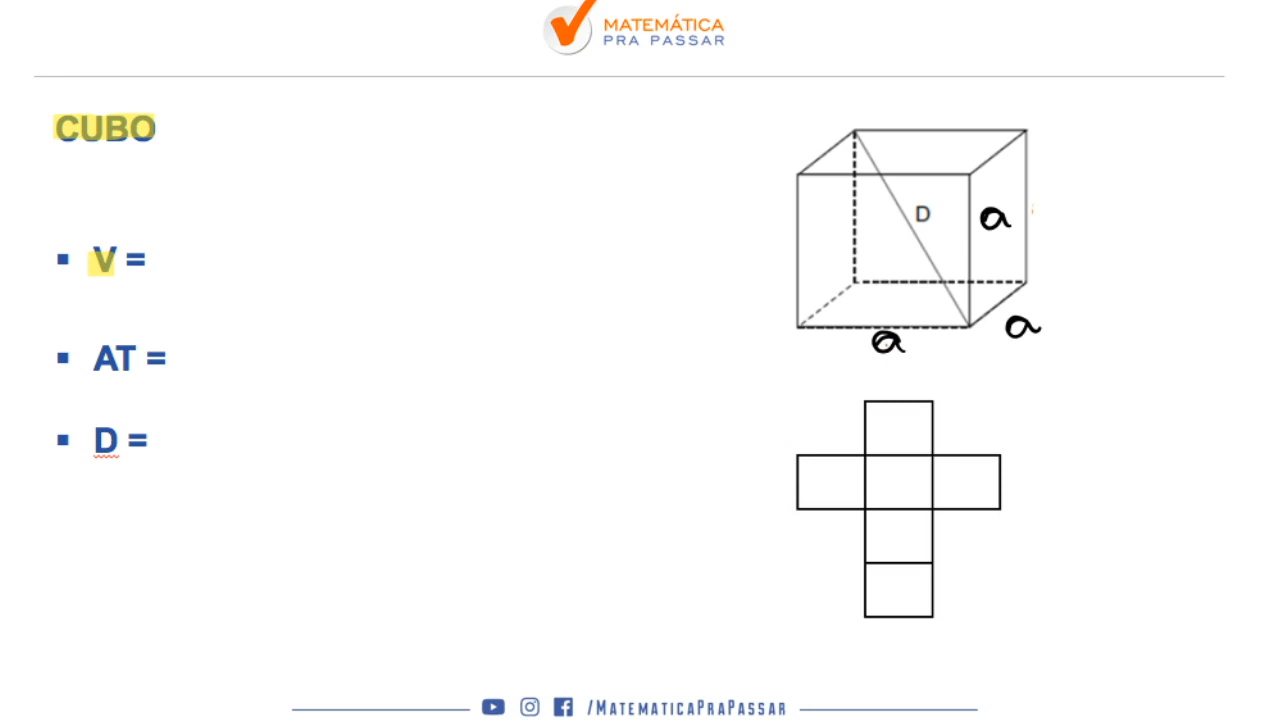 MATEMÁTICA
PRA PASSAR
CUBO
V =
AT =
D =
D
a
a
a
/MATEMATICAPRAPASSAR